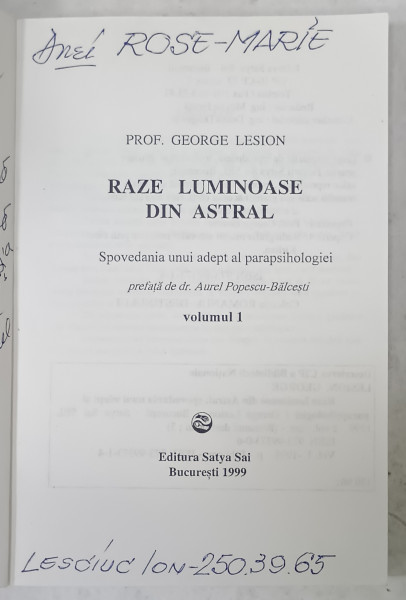 Anei ROSE-MARIE
PROF. GEORGE LESION
RAZE LUMINOASE
DIN ASTRAL
Spovedania unui adept al parapsihologiei
prefață de dr. Aurel Popescu-Bălcești
volumul 1
Editura Satya Sai
București 1999
LESCIUC ION-250.39.65